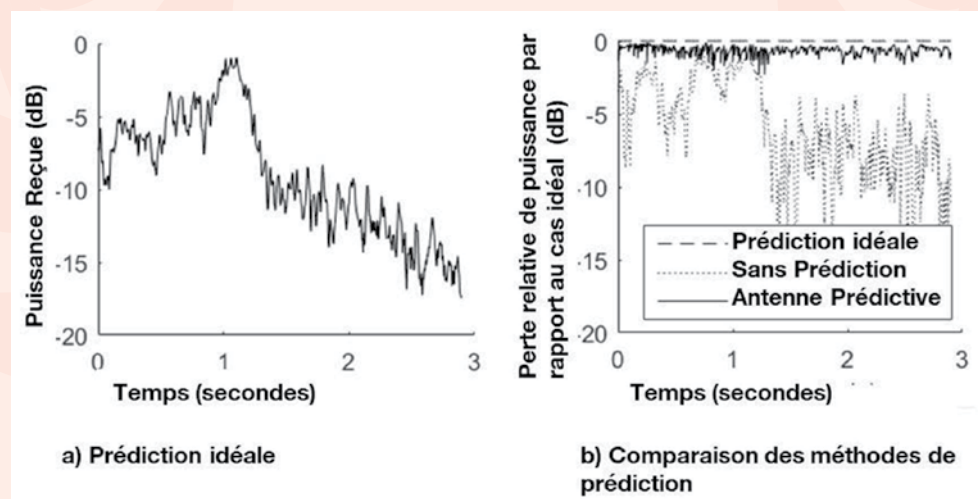 0
-5
-10
-15
-20
Puissance Reçue (dB)
0
1
2
3
Temps (secondes)
a) Prédiction idéale
0
-5
-10
-15
-20
Perte relative de puissance par
rapport au cas idéal (dB)
Prédiction idéale
Sans Prédiction
Antenne Prédictive
0
1
2
3
Temps (secondes)
b) Comparaison des méthodes de
prédiction